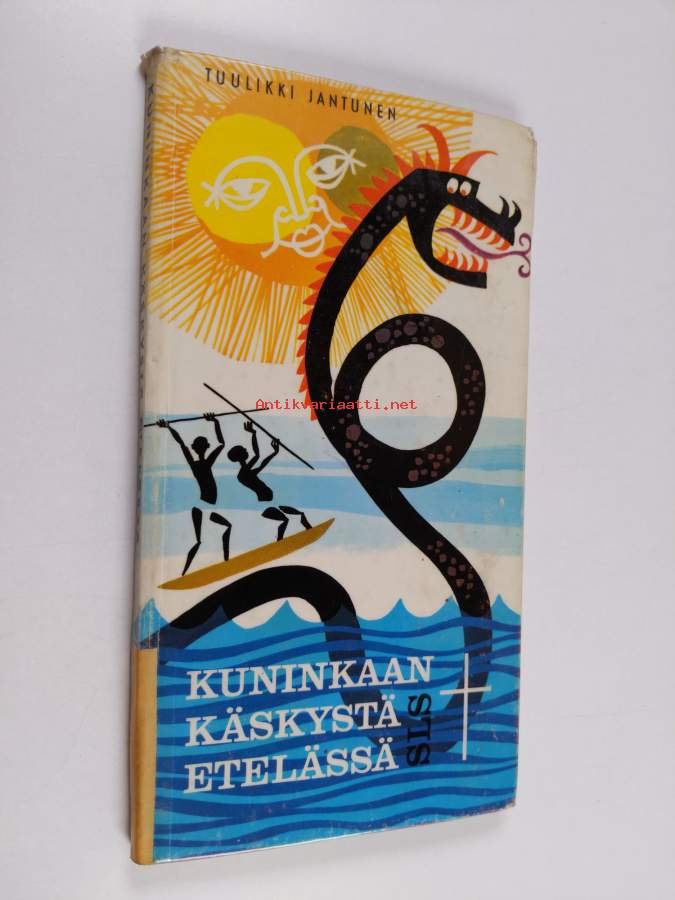 TUULIKKI JANTUNEN
Antikvariaatti.net
KUNINKAAN
KÄSKYSTÄ
ETELÄSSÄ
SLS